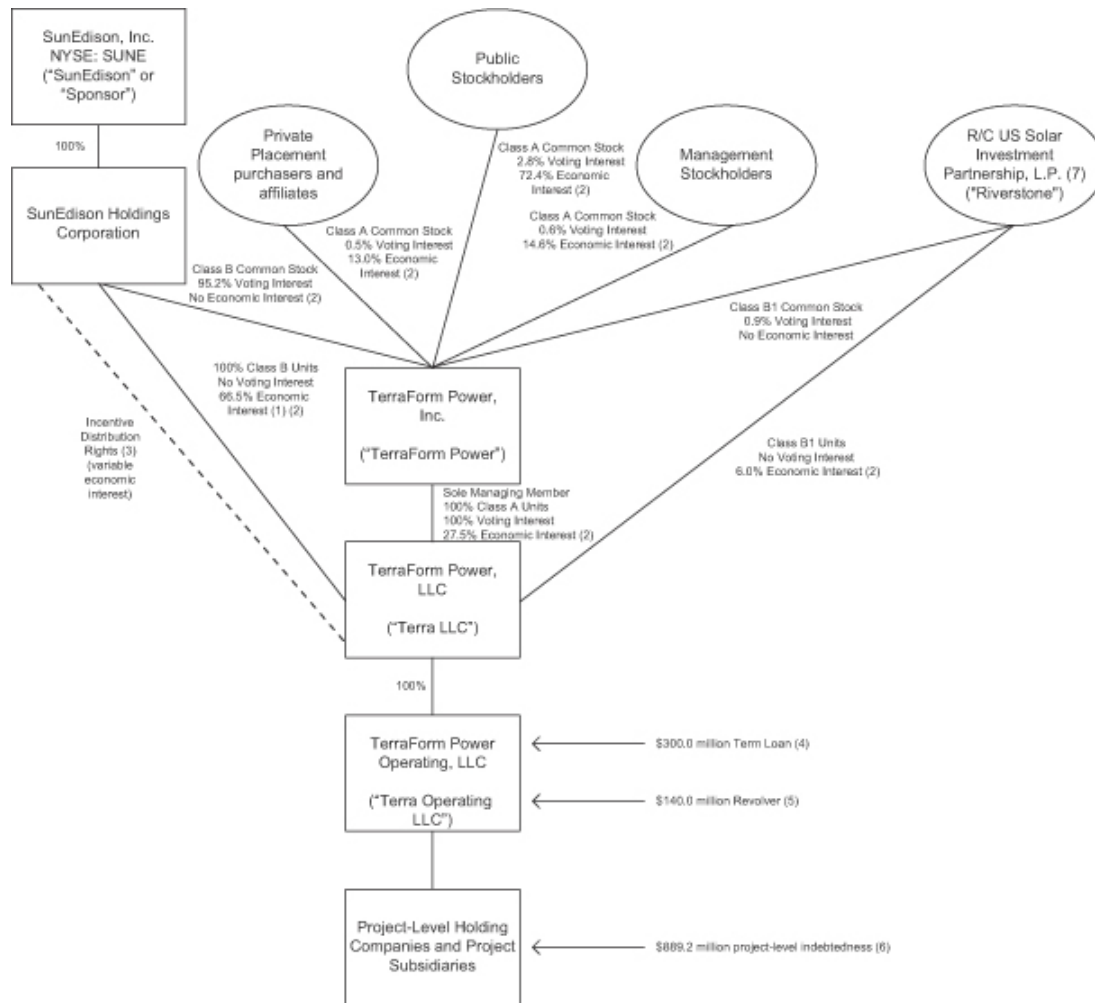 SunEdison, Inc.
NYSE: SUNE
("SunEdison" or
"Sponsor")
Public
Stockholders
100%
Private
Placement
purchasers and
affiliates
Class A Common Stock
2.8% Voting Interest
72.4% Economic
Interest (2)
Management
Stockholders
R/C US Solar
Investment
Partnership, L.P. (7)
("Riverstone")
SunEdison Holdings
Corporation
Class A Common Stock
0.5% Voting Interest
13.0% Economic
Interest (2)
Class A Common Stock
0.6% Voting Interest
14.6% Economic Interest (2)
Class B Common Stock
95.2% Voting Interest
No Economic Interest (2)
Class B1 Common Stock
0.9% Voting Interest
No Economic Interest
100% Class B Units
No Voting Interest
66.5% Economic
Interest (1) (2)
TerraForm Power,
Inc.
("TerraForm Power")
Incentive
Distribution
Rights (3)
(variable
economic
interest)
Class B1 Units
No Voting Interest
6.0% Economic Interest (2)
Sole Managing Member
100% Class A Units
100% Voting Interest
27.5% Economic Interest (2)
TerraForm Power,
LLC
("Terra LLC")
100%
TerraForm Power
Operating, LLC
("Terra Operating
LLC")
$300.0 million Term Loan (4)
$140.0 million Revolver (5)
Project-Level Holding
Companies and Project
Subsidiaries
$889.2 million project-level indebtedness (6)